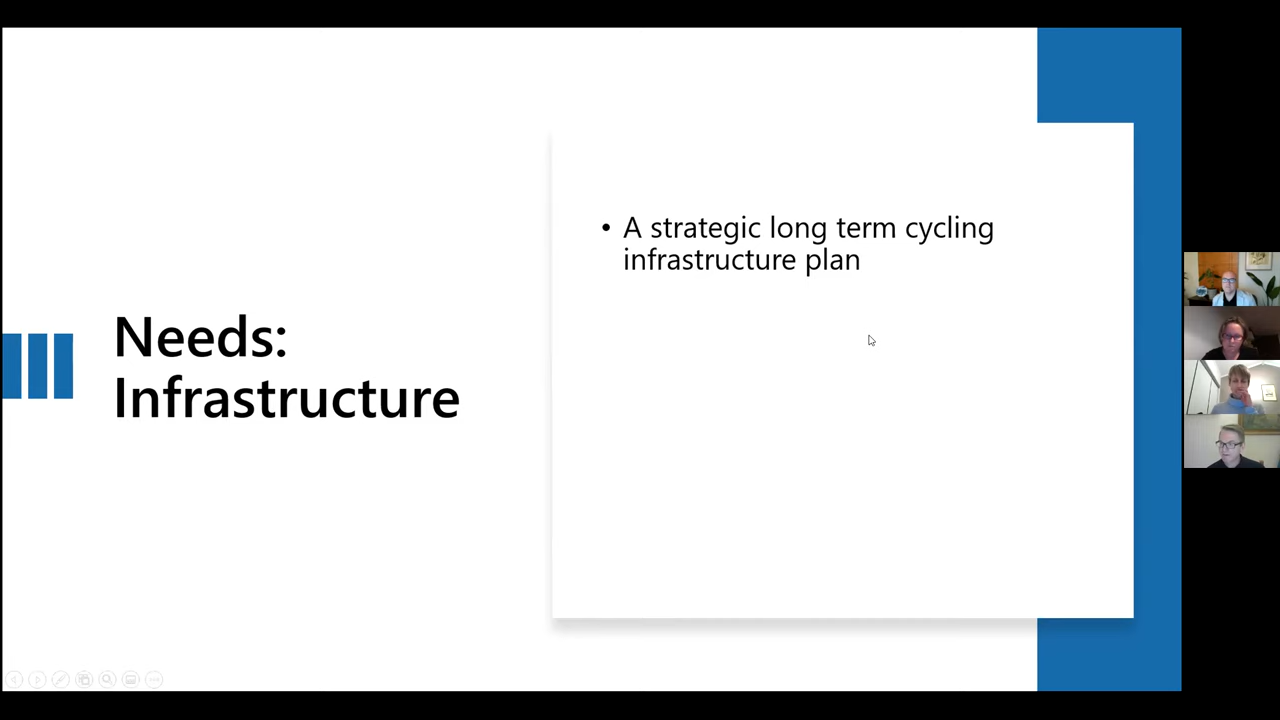 Needs:
Infrastructure
• A strategic long term cycling
infrastructure plan